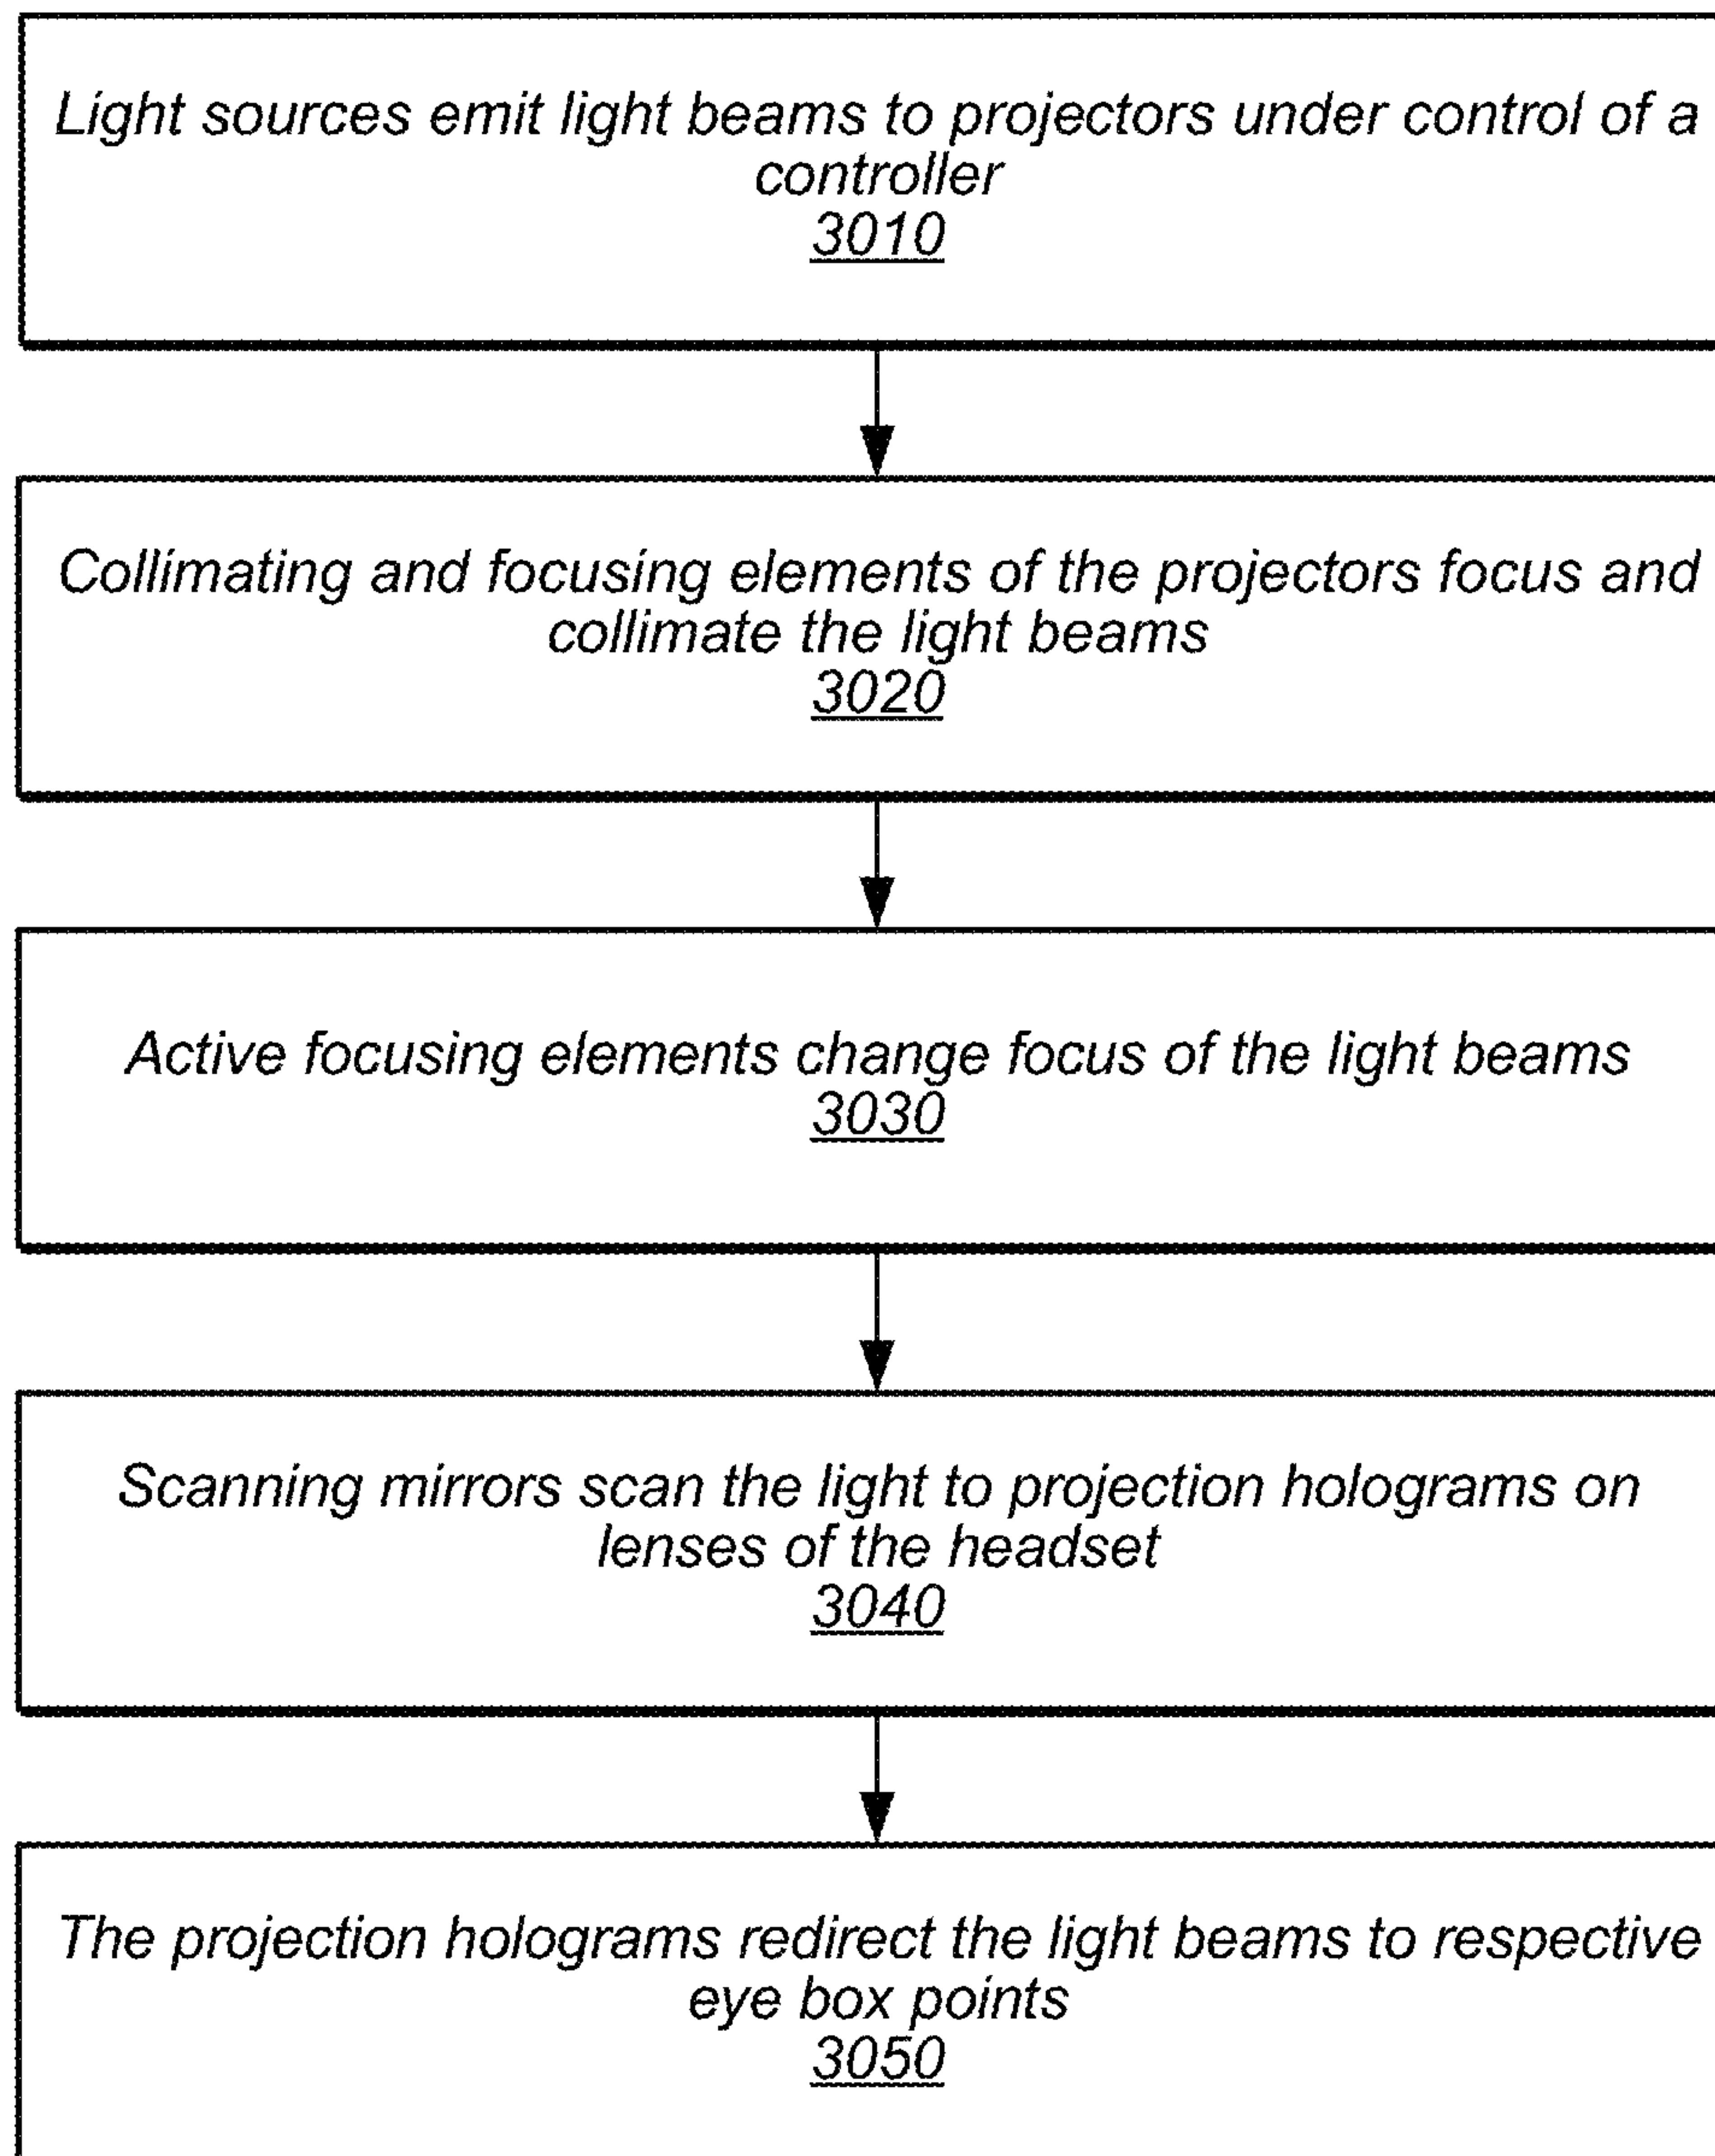 Light sources emit light beams to projectors under control of a
controller
3010
Collimating and focusing elements of the projectors focus and
collimate the light beams
3020
Active focusing elements change focus of the light beams
3030
Scanning mirrors scan the light to projection holograms on
lenses of the headset
3040
The projection holograms redirect the light beams to respective
eye box points
3050